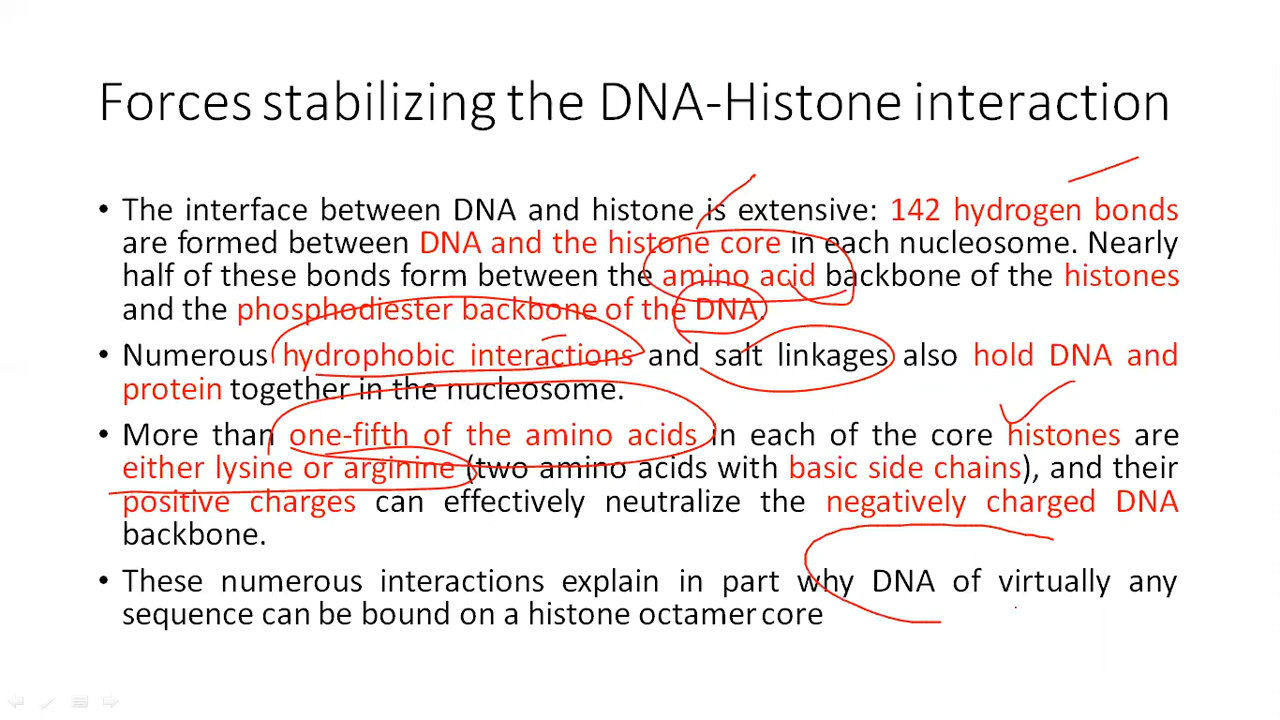 Forces stabilizing the DNA-Histone interaction
• The interface between DNA and histone is extensive: 142 hydrogen bonds
are formed between DNA and the histone core in each nucleosome. Nearly
half of these bonds form between the amino acid backbone of the histones
and the phosphodiester backbone of the DNA.
• Numerous hydrophobic interactions and salt linkages also hold DNA and
protein together in the nucleosome.
• More than one-fifth of the amino acids in each of the core histones are
either lysine or arginine (two amino acids with basic side chains), and their
positive charges can effectively neutralize the negatively charged DNA
backbone.
• These numerous interactions explain in part why DNA of virtually any
sequence can be bound on a histone octamer core